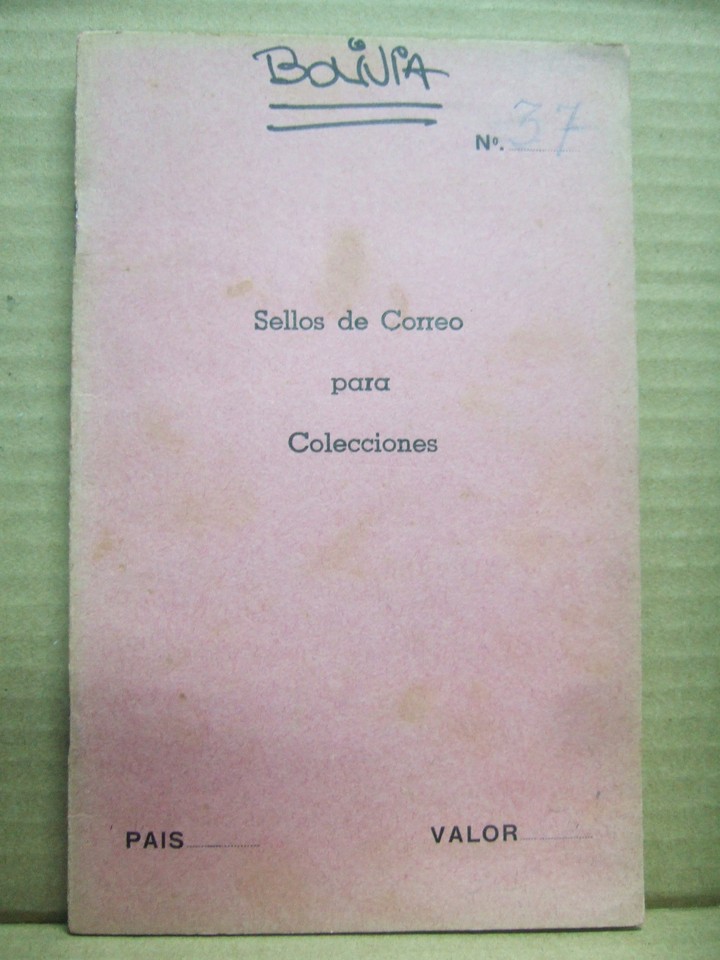 BOLIVIA
Nº. 37
Sellos de Correo
para
Colecciones
PAIS
VALOR